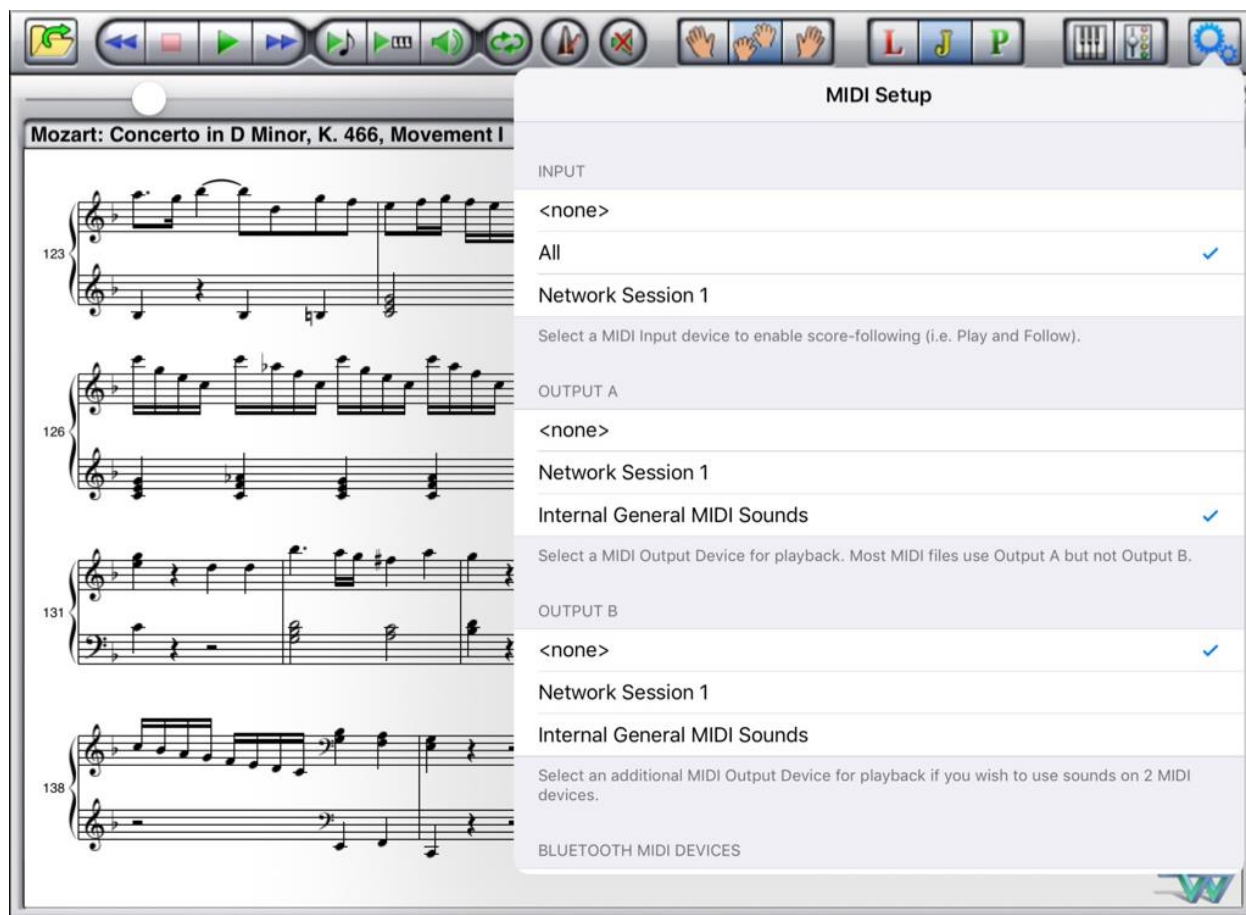 L J P
MIDI Setup
Mozart: Concerto in D Minor, K. 466, Movement I
INPUT
<none>
All
Network Session 1
Select a MIDI Input device to enable score-following (i.e. Play and Follow).
OUTPUT A
<none>
Network Session 1
Internal General MIDI Sounds
Select a MIDI Output Device for playback. Most MIDI files use Output A but not Output B.
OUTPUT B
<none>
Network Session 1
Internal General MIDI Sounds
Select an additional MIDI Output Device for playback if you wish to use sounds on 2 MIDI
devices.
BLUETOOTH MIDI DEVICES
123
126
131
138